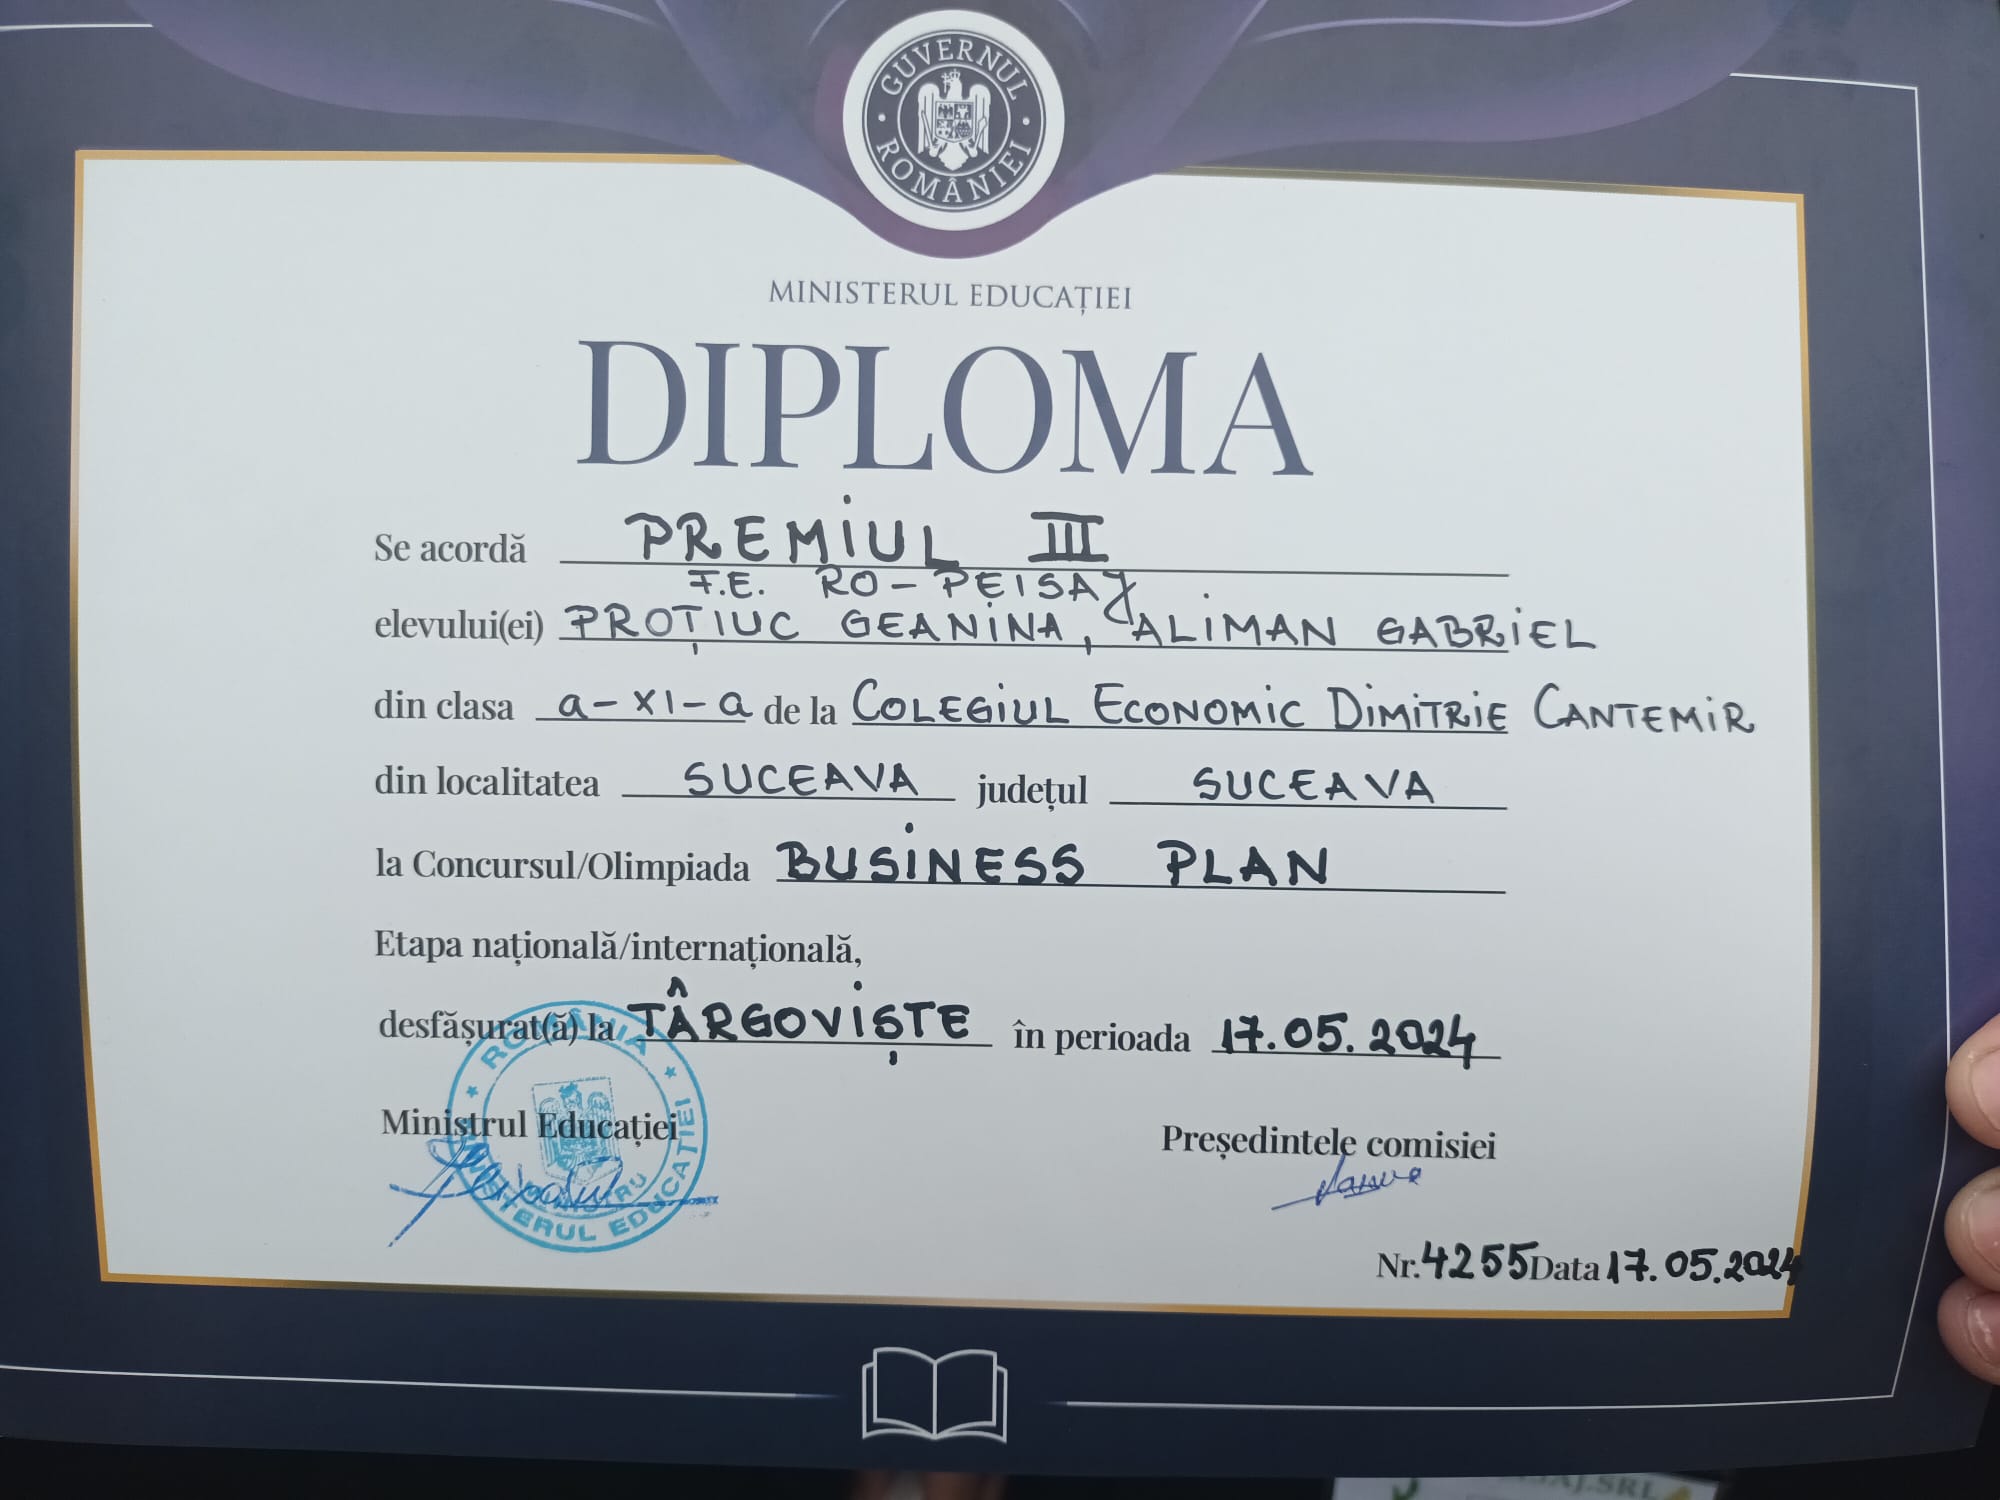 GUVERNUL ROMÂNIEI
MINISTERUL EDUCAȚIEI
DIPLOMA
Se acordă PREMIUL III
F.E. RO-PEISAJ
elevului(ei) PROȚIUC GEANINA, ALIMAN GABRIEL
din clasa a-XI-a de la COLEGIUL ECONOMIC DIMITRIE CANTEMIR
din localitatea SUCEAVA județul SUCEAVA
la Concursul/Olimpiada BUSINESS PLAN
Etapa națională/internațională,
desfășurat(ă) la TÂRGOVIȘTE în perioada 17.05.2024
ROMÂNIA
MINISTERUL EDUCAȚIEI
Ministrul Educației
Președintele comisiei
Nr. 4255 Data 17.05.2024